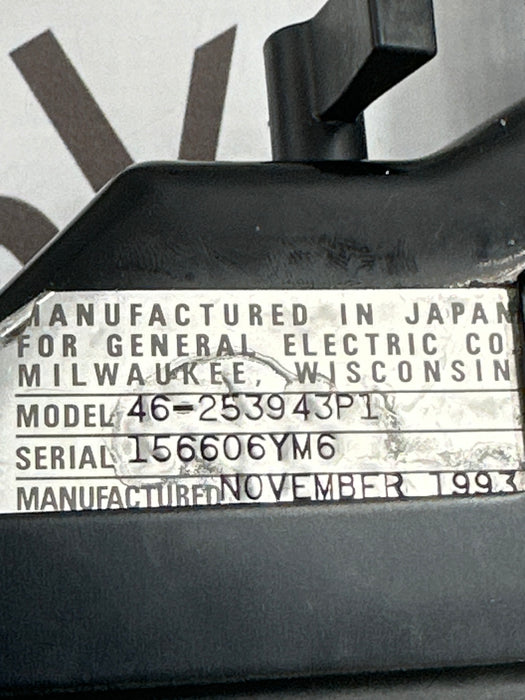 MANUFACTURED IN JAPAN
FOR GENERAL ELECTRIC CO
MILWAUKEE, WISCONSIN
MODEL 46-253943P1
SERIAL 156606YM6
MANUFACTURED NOVEMBER 1993